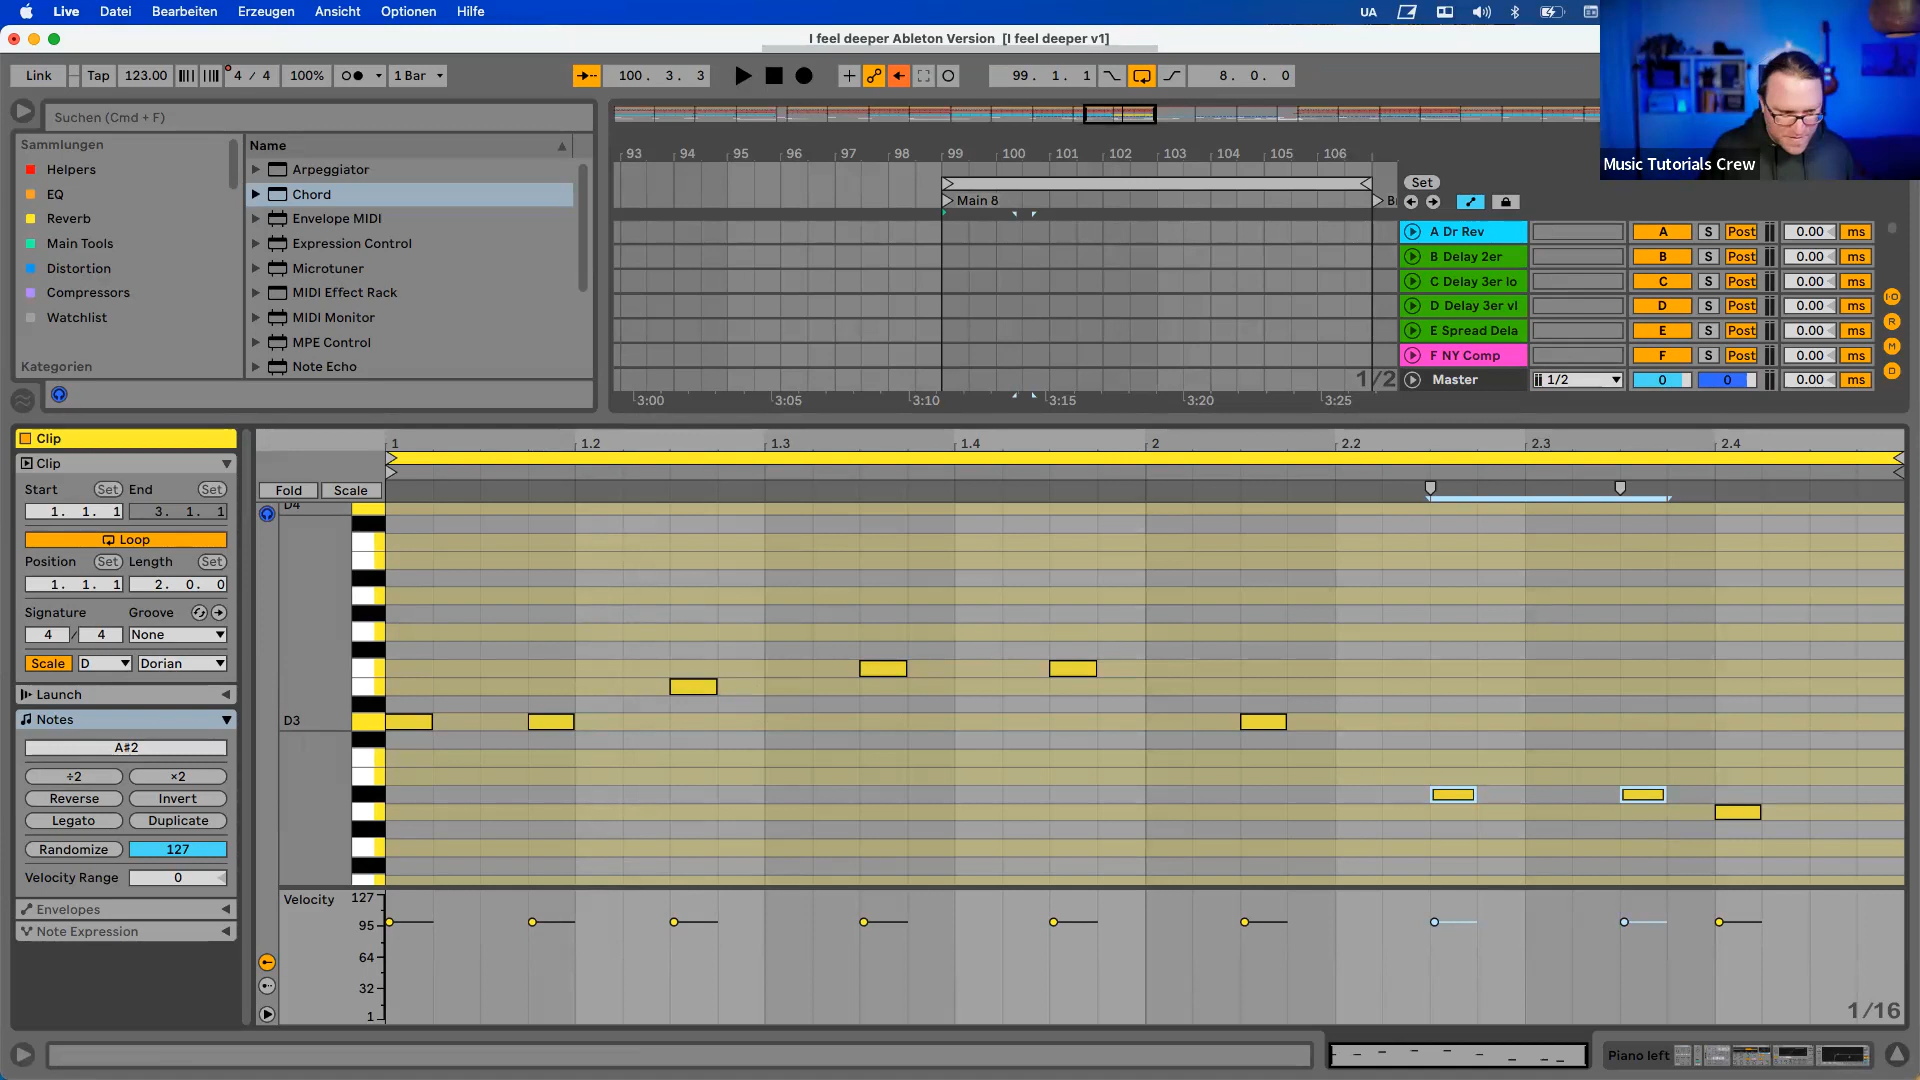 Live Datei Bearbeiten Erzeugen Ansicht Optionen Hilfe UA
I feel deeper Ableton Version [I feel deeper v1]
Link Tap 123.00 4 / 4 100% 1 Bar 100. 3. 3 99. 1. 1 8. 0. 0
Suchen (Cmd + F)
Sammlungen
Helpers
EQ
Reverb
Main Tools
Distortion
Compressors
Watchlist
Kategorien
Name
Arpeggiator
Chord
Envelope MIDI
Expression Control
Microtuner
MIDI Effect Rack
MIDI Monitor
MPE Control
Note Echo
93 94 95 96 97 98 99 100 101 102 103 104 105 106
Main 8
1/2
3:00 3:05 3:10 3:15 3:20 3:25
Music Tutorials Crew
Set
A Dr Rev A S Post 0.00 ms
B Delay 2er B S Post 0.00 ms
C Delay 3er lo C S Post 0.00 ms
D Delay 3er vl D S Post 0.00 ms
E Spread Dela E S Post 0.00 ms
F NY Comp F S Post 0.00 ms
Master 1/2 0 0 0.00 ms
I·O
R
M
D
Clip
Clip
Start Set End Set
1. 1. 1 3. 1. 1
Loop
Position Set Length Set
1. 1. 1 2. 0. 0
Signature Groove
4 / 4 None
Scale D Dorian
Launch
Notes
A#2
÷2 ×2
Reverse Invert
Legato Duplicate
Randomize 127
Velocity Range 0
Envelopes
Note Expression
1 1.2 1.3 1.4 2 2.2 2.3 2.4
Fold Scale
D4
D3
Velocity 127
95
64
32
1
1/16
Piano left